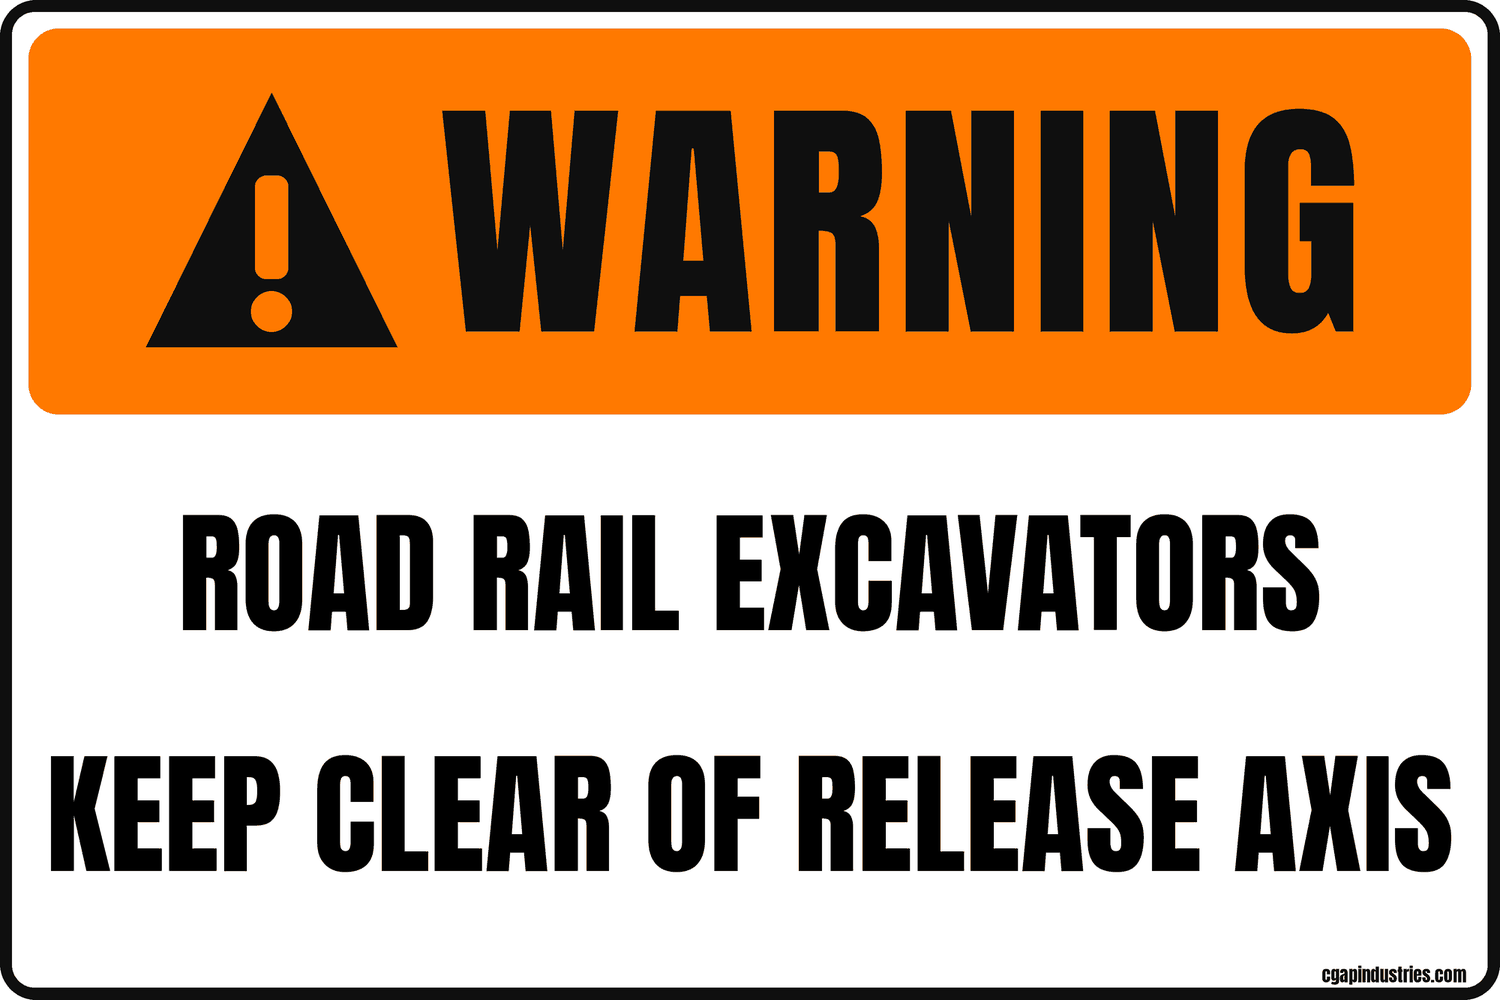 WARNING
ROAD RAIL EXCAVATORS
KEEP CLEAR OF RELEASE AXIS
cgapindustries.com